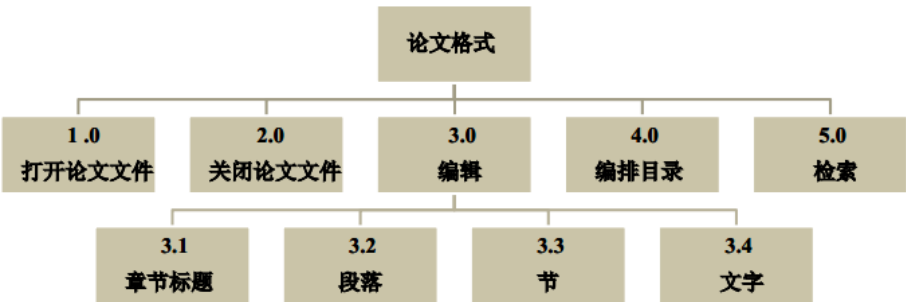 论文格式
1 .0
打开论文文件
2.0
关闭论文文件
3.0
编辑
4.0
编排目录
5.0
检索
3.1
章节标题
3.2
段落
3.3
节
3.4
文字